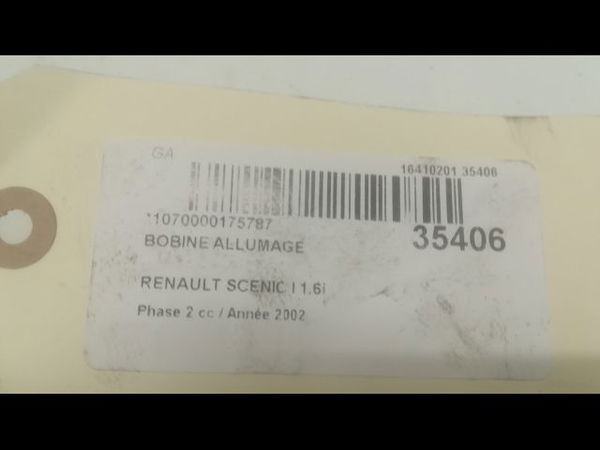 GA
16410201 35406
*1070000175787
35406
BOBINE ALLUMAGE
RENAULT SCENIC I 1.6i
Phase 2 cc / Année 2002